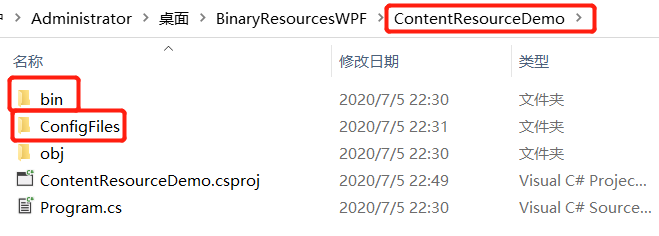 Administrator › 桌面 › BinaryResourcesWPF › ContentResourceDemo ›
名称 修改日期 类型
bin 2020/7/5 22:30 文件夹
ConfigFiles 2020/7/5 22:31 文件夹
obj 2020/7/5 22:30 文件夹
ContentResourceDemo.csproj 2020/7/5 22:49 Visual C# Projec...
Program.cs 2020/7/5 22:30 Visual C# Source...